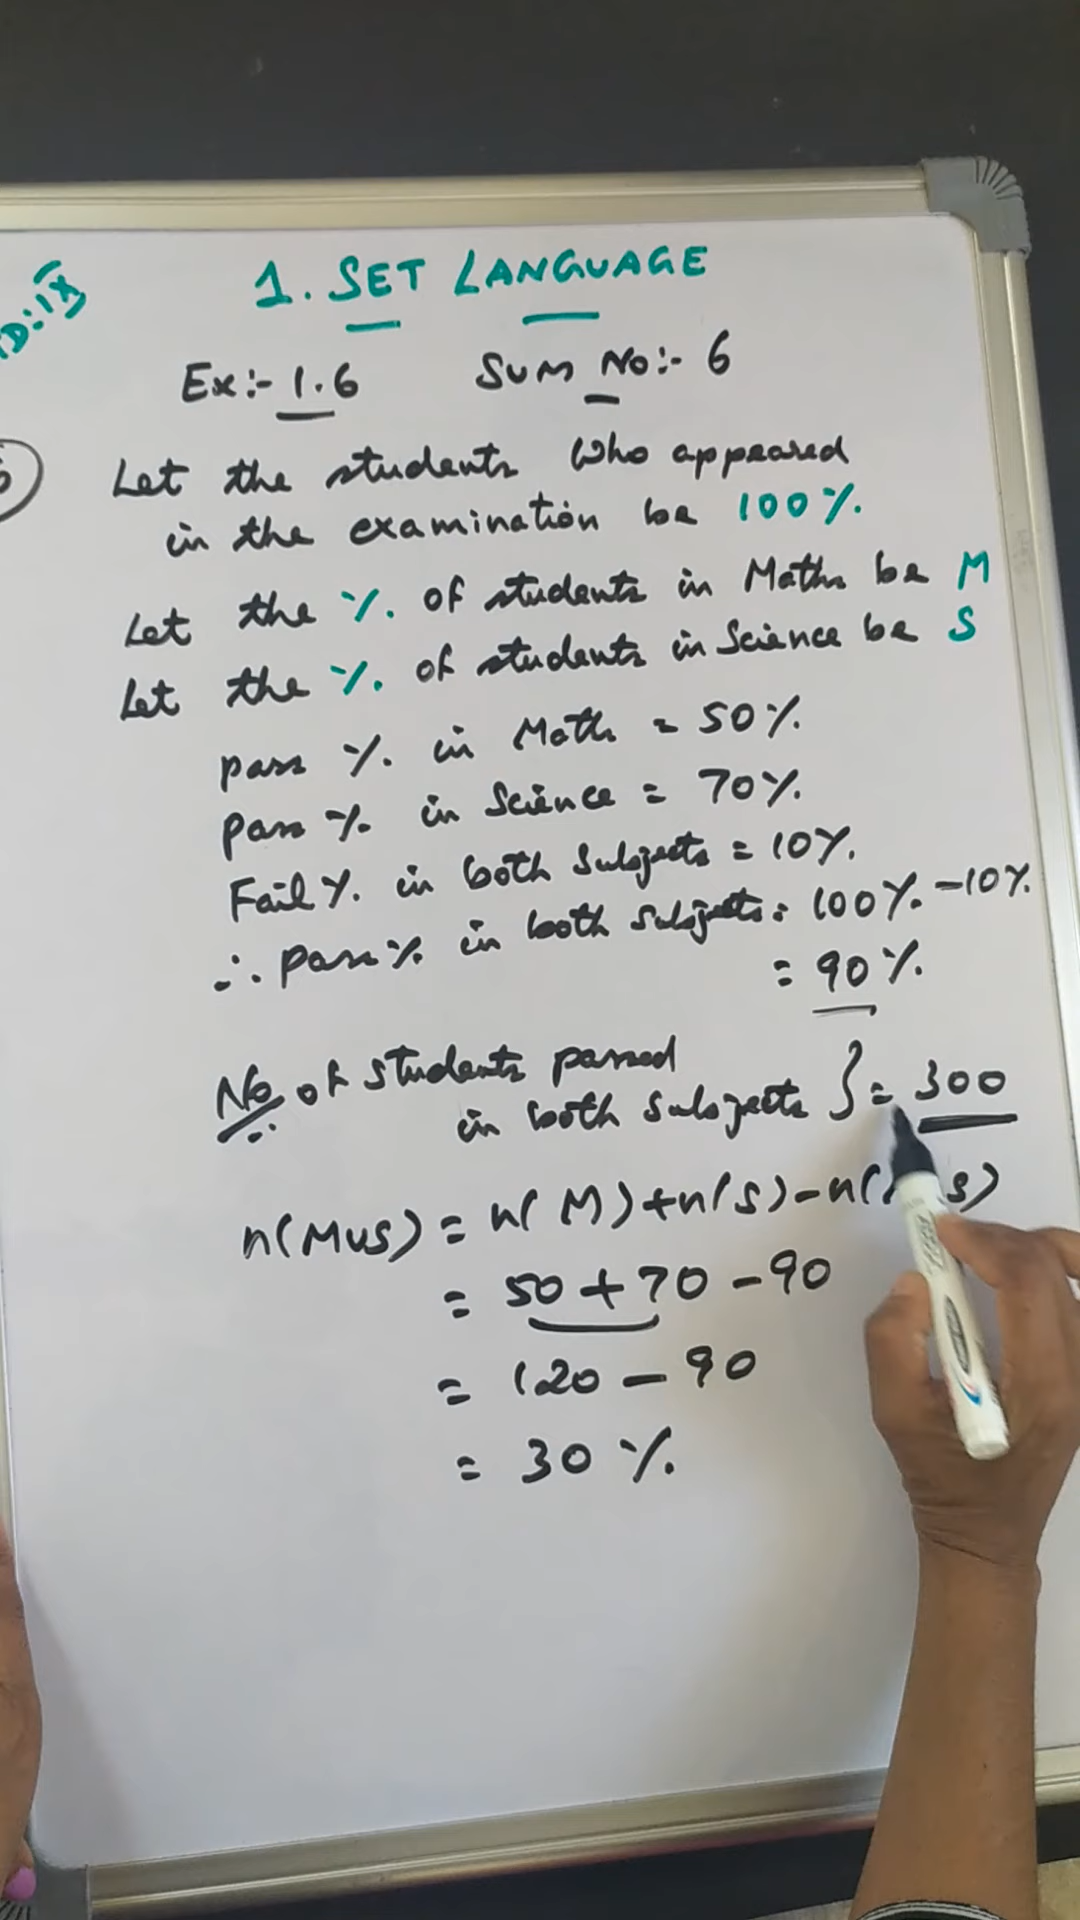 1. SET LANGUAGE
Ex:- 1.6 SUM No:- 6
Let the students who appeared
in the examination be 100%.
Let the %. of students in Maths be M
Let the %. of students in Science be S
pass %. in Maths = 50%.
pass %. in Science = 70%.
Fail %. in both subjects = 10%.
∴ pass % in both subjects = 100%. - 10%.
= 90%.
No of students passed
in both subjects } = 300
n(MUS) = n(M) + n(S) - n( S)
= 50 + 70 - 90
= 120 - 90
= 30 %.